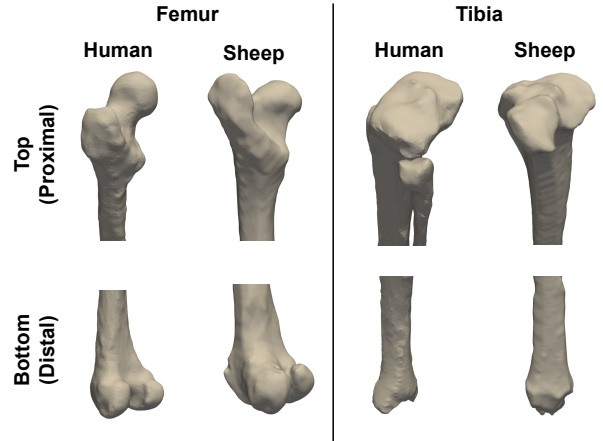 Femur
Tibia
Human
Sheep
Human
Sheep
Top
(Proximal)
Bottom
(Distal)